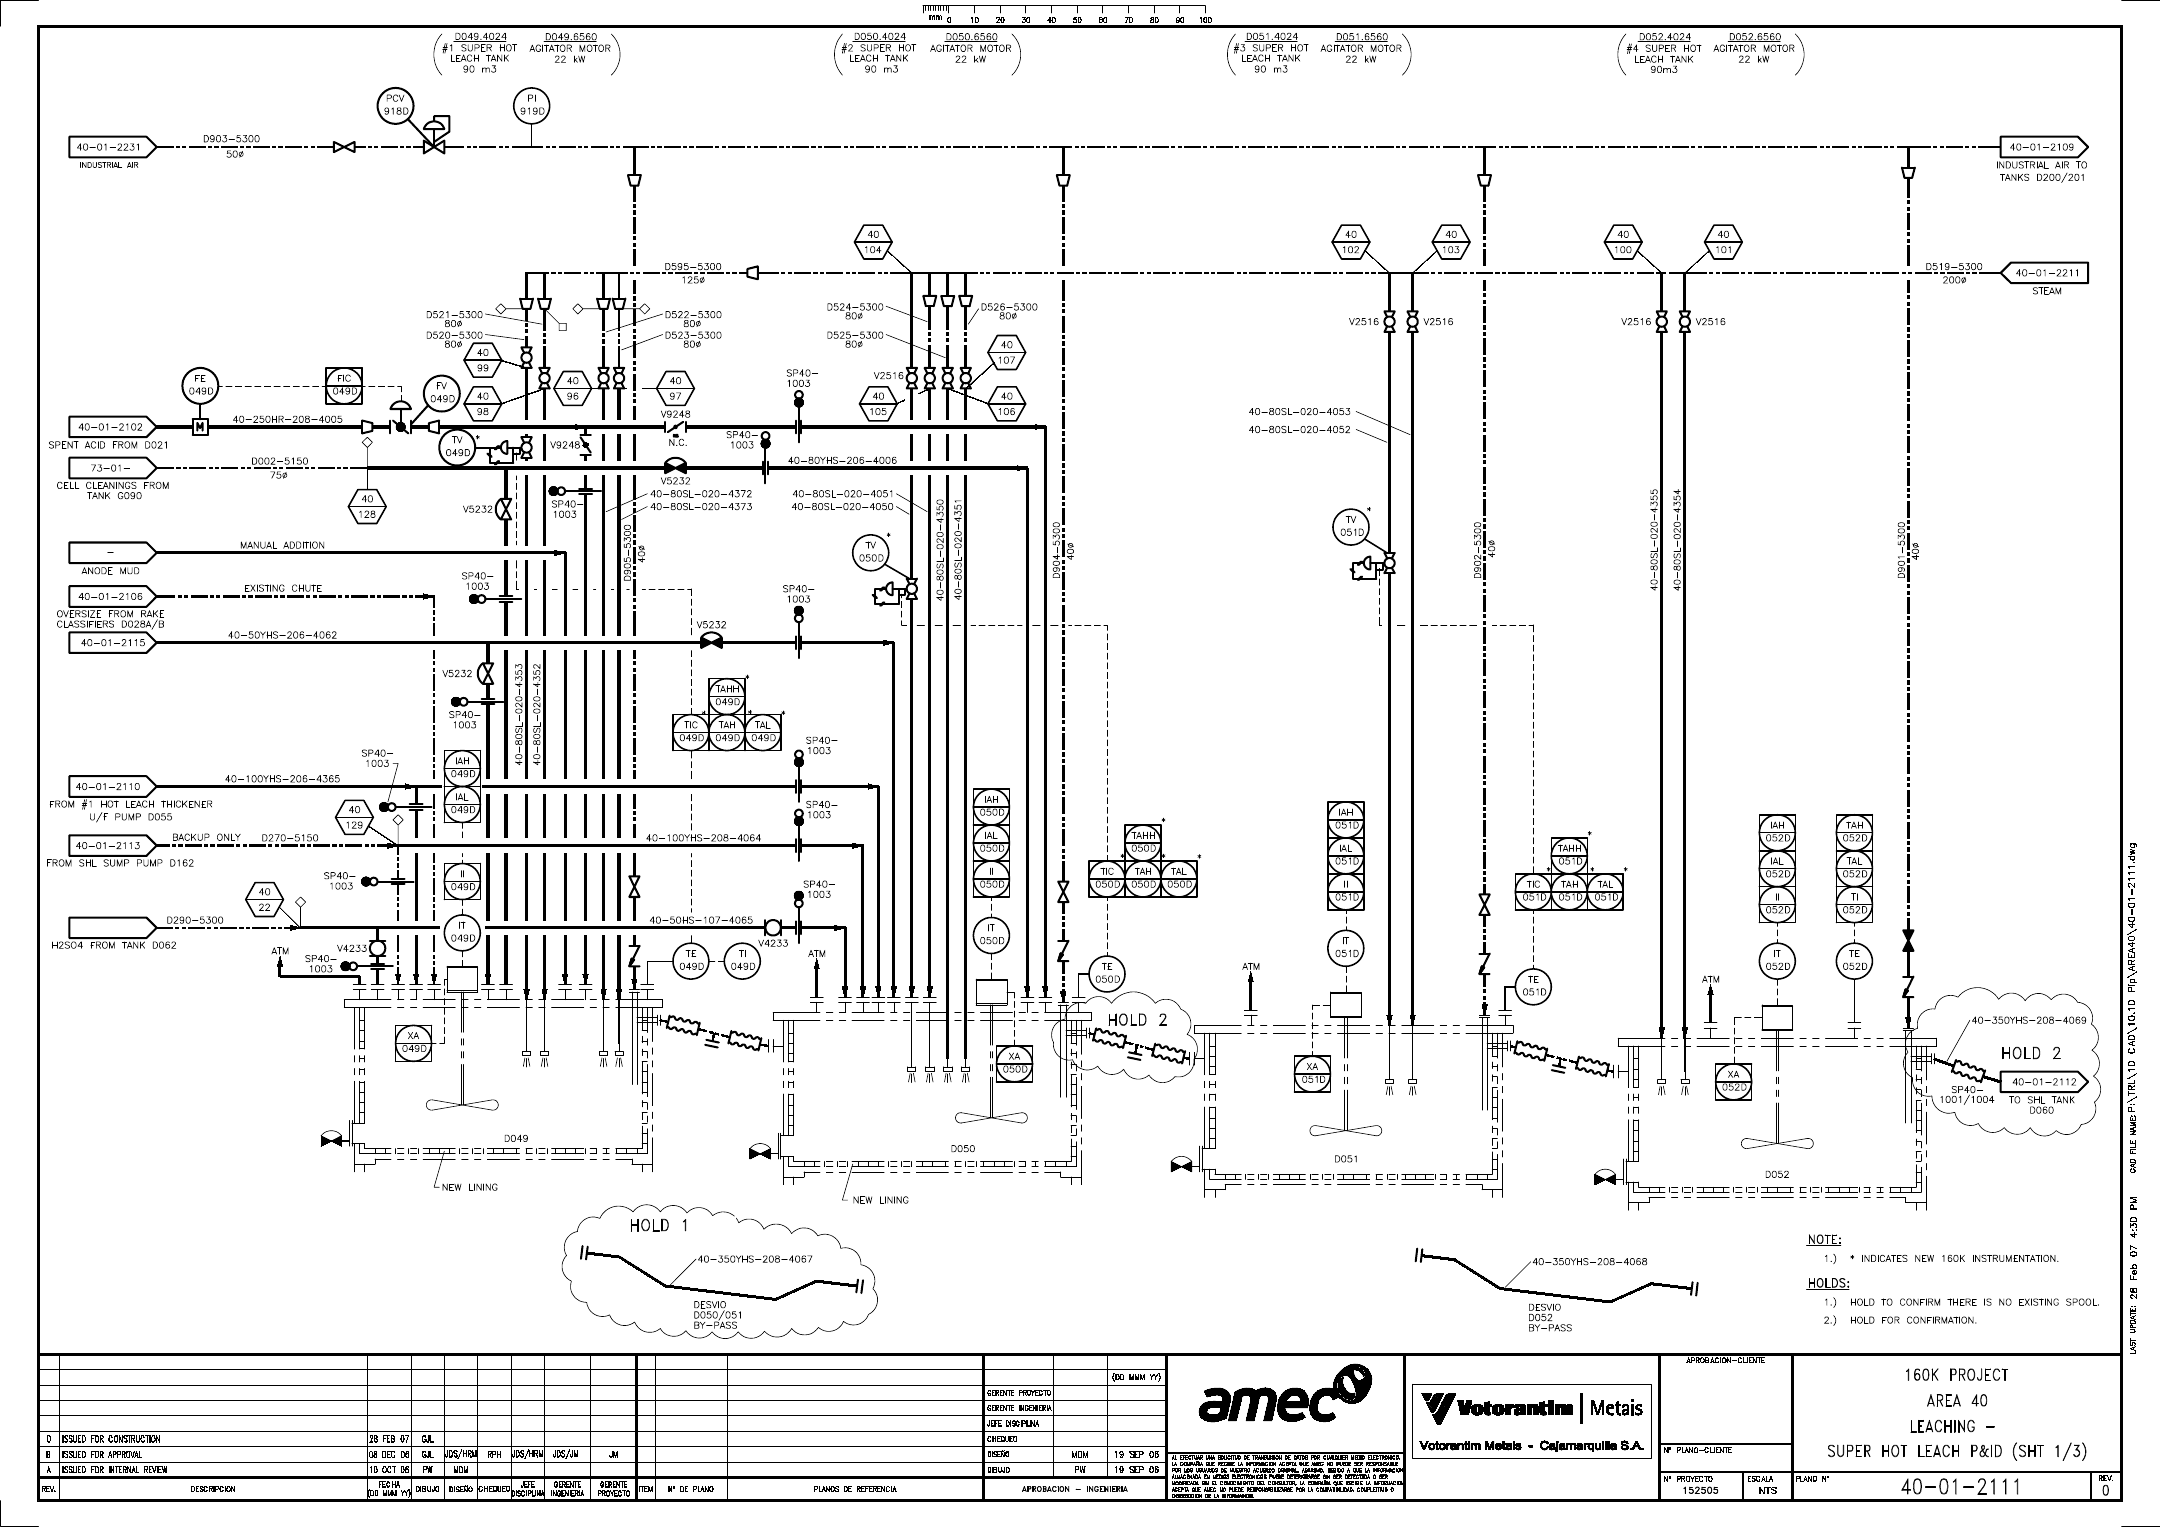 mm 0 10 20 30 40 50 60 70 80 90 100
D049.4024 D049.6560
#1 SUPER HOT AGITATOR MOTOR
LEACH TANK 22 kW
90 m3
D050.4024 D050.6560
#2 SUPER HOT AGITATOR MOTOR
LEACH TANK 22 kW
90 m3
D051.4024 D051.6560
#3 SUPER HOT AGITATOR MOTOR
LEACH TANK 22 kW
90 m3
D052.4024 D052.6560
#4 SUPER HOT AGITATOR MOTOR
LEACH TANK 22 kW
90m3
PCV
918D
PI
919D
40-01-2231
INDUSTRIAL AIR
D903-5300
50ø
40-01-2109
INDUSTRIAL AIR TO
TANKS D200/201
40
104
40
102
40
103
40
100
40
101
D595-5300
125ø
D519-5300
200ø
40-01-2211
STEAM
D521-5300
80ø
D520-5300
80ø
D522-5300
80ø
D523-5300
80ø
D524-5300
80ø
D525-5300
80ø
D526-5300
80ø
V2516
V2516
V2516
V2516
V2516
40
99
40
98
40
96
40
97
40
105
40
106
40
107
FE
049D
FIC
049D
FV
049D
TV
049D
*
40-250HR-208-4005
40-01-2102
SPENT ACID FROM D021
V9248
N.C.
V9248
SP40-
1003
SP40-
1003
73-01-
CELL CLEANINGS FROM
TANK G090
D002-5150
75ø
V5232
40-80YHS-206-4006
40
128
V5232
SP40-
1003
40-80SL-020-4372
40-80SL-020-4373
40-80SL-020-4051
40-80SL-020-4050
40-80SL-020-4053
40-80SL-020-4052
40-80SL-020-4350
40-80SL-020-4351
40-80SL-020-4355
40-80SL-020-4354
D905-5300
40ø
D904-5300
40ø
D902-5300
40ø
D901-5300
40ø
TV
050D
*
TV
051D
*
-
ANODE MUD
MANUAL ADDITION
40-01-2106
OVERSIZE FROM RAKE
CLASSIFIERS D028A/B
EXISTING CHUTE
SP40-
1003
SP40-
1003
40-01-2115
40-50YHS-206-4062
V5232
V5232
SP40-
1003
40-80SL-020-4353
40-80SL-020-4352
TAHH
049D
*
TIC
049D
*
TAH
049D
*
TAL
049D
*
SP40-
1003
SP40-
1003
40-01-2110
FROM #1 HOT LEACH THICKENER
U/F PUMP D055
40-100YHS-206-4365
IAH
049D
IAL
049D
II
049D
IT
049D
40
129
SP40-
1003
40-01-2113
FROM SHL SUMP PUMP D162
BACKUP ONLY D270-5150
40-100YHS-208-4064
SP40-
1003
SP40-
1003
40
22
D290-5300
H2SO4 FROM TANK D062
40-50HS-107-4065
V4233
V4233
ATM
SP40-
1003
ATM
TE
049D
TI
049D
IAH
050D
IAL
050D
II
050D
IT
050D
TAHH
050D
*
TIC
050D
*
TAH
050D
TAL
050D
*
TE
050D
IAH
051D
IAL
051D
II
051D
IT
051D
TAHH
051D
*
TIC
051D
*
TAH
051D
TAL
051D
*
TE
051D
IAH
052D
IAL
052D
II
052D
IT
052D
TAH
052D
TAL
052D
TI
052D
TE
052D
ATM
ATM
XA
049D
XA
050D
XA
051D
XA
052D
HOLD 2
40-350YHS-208-4069
HOLD 2
SP40-
1001/1004
40-01-2112
TO SHL TANK
D060
D049
D050
D051
D052
NEW LINING
NEW LINING
HOLD 1
40-350YHS-208-4067
DESVIO
D050/051
BY-PASS
40-350YHS-208-4068
DESVIO
D052
BY-PASS
NOTE:
1.) * INDICATES NEW 160K INSTRUMENTATION.
HOLDS:
1.) HOLD TO CONFIRM THERE IS NO EXISTING SPOOL.
2.) HOLD FOR CONFIRMATION.
LAST UPDATE: 28 Feb 07 4:30 PM CAD FILE NAME: P:\TRL\10 CAD\10.1D PIp\AREA40\40-01-2111.dwg
0 ISSUED FOR CONSTRUCTION 28 FEB 07 GJL
B ISSUED FOR APPROVAL 08 DEC 06 GJL JDS/HRM RPH JDS/HRM JDS/JM JM
A ISSUED FOR INTERNAL REVIEW 10 OCT 06 PW MDM
REV. DESCRIPCION FECHA (DD MMM YY) DIBUJO DISEÑO CHEQUEO JEFE DISCIPLINA GERENTE INGENIERIA GERENTE PROYECTO ITEM Nº DE PLANO PLANOS DE REFERENCIA
(DD MMM YY)
GERENTE PROYECTO
GERENTE INGENIERIA
JEFE DISCIPLINA
CHEQUEO
DISEÑO MDM 19 SEP 06
DIBUJO PW 19 SEP 06
APROBACION - INGENIERIA
amec
Votorantim | Metais
Votorantim Metais - Cajamarquilla S.A.
APROBACION-CLIENTE
Nº PLANO-CLIENTE
Nº PROYECTO
152505
ESCALA
NTS
160K PROJECT
AREA 40
LEACHING -
SUPER HOT LEACH P&ID (SHT 1/3)
PLANO Nº
40-01-2111
REV.
0